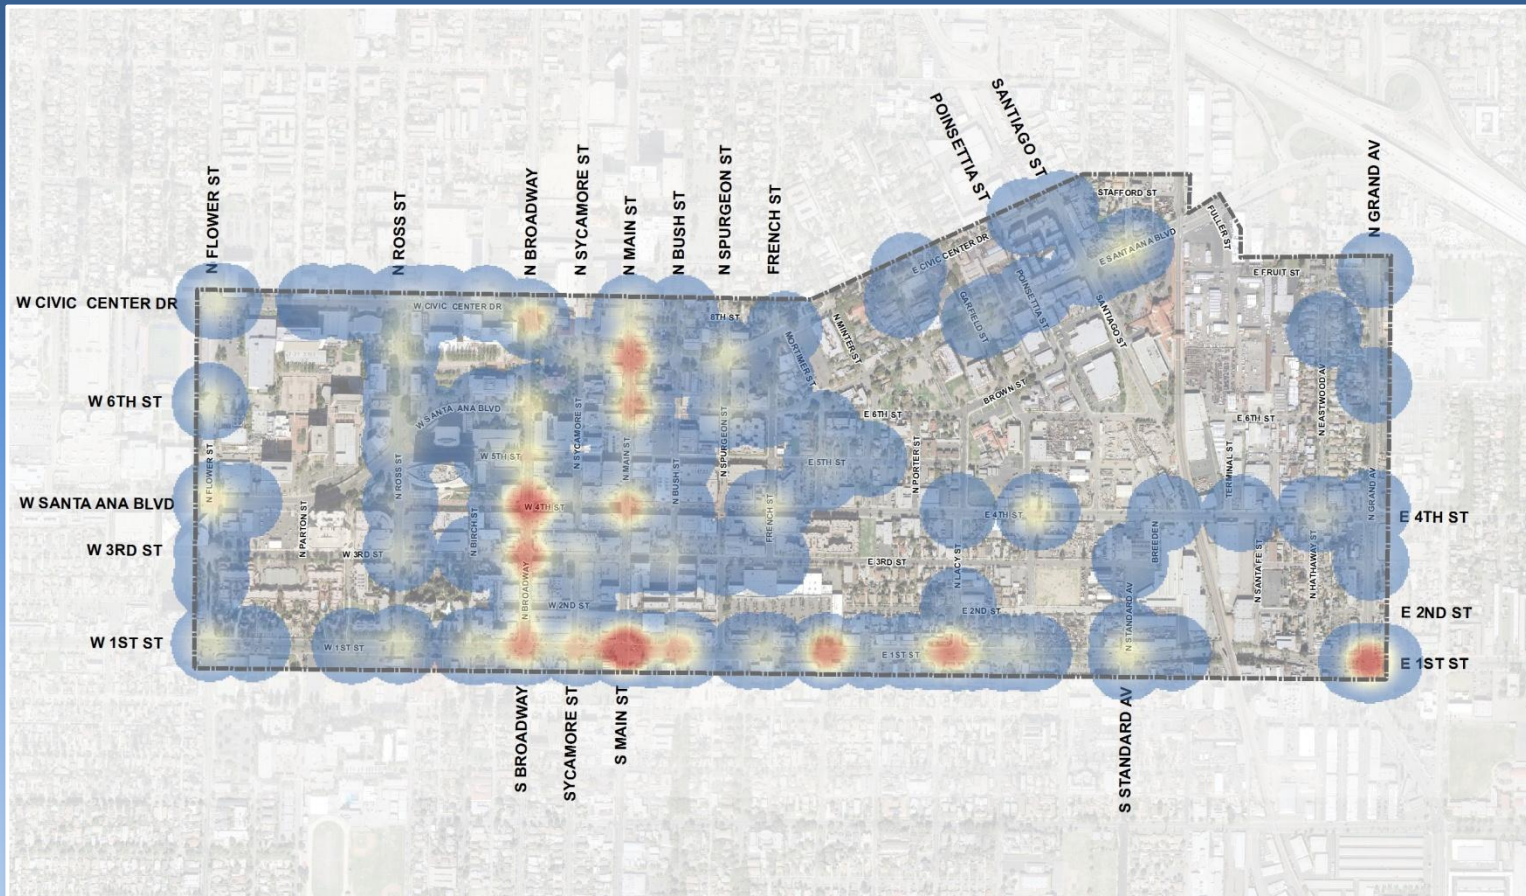 SANTIAGO ST
POINSETTIA ST
N FLOWER ST
N ROSS ST
N BROADWAY
N SYCAMORE ST
N MAIN ST
N BUSH ST
N SPURGEON ST
FRENCH ST
N GRAND AV
STAFFORD ST
FULLER ST
E SANTA ANA BLVD
E CIVIC CENTER DR
E FRUIT ST
W CIVIC CENTER DR
W CIVIC CENTER DR
8TH ST
N MINTER ST
MORTIMER ST
GARFIELD ST
POINSETTIA ST
SANTIAGO ST
W 6TH ST
W SANTA ANA BLVD
N SYCAMORE ST
N SPURGEON ST
E 6TH ST
BROWN ST
E 6TH ST
N EASTWOOD AV
W 5TH ST
N MAIN ST
E 5TH ST
N PORTER ST
TERMINAL ST
N FLOWER ST
N ROSS ST
N BUSH ST
N GRAND AV
W SANTA ANA BLVD
N PARTON ST
N BIRCH ST
W 4TH ST
FRENCH ST
E 4TH ST
E 4TH ST
W 3RD ST
W 3RD ST
E 3RD ST
N LACY ST
BREEDEN
N SANTA FE ST
N HATHAWAY ST
N BROADWAY
W 2ND ST
E 2ND ST
N STANDARD AV
E 2ND ST
W 1ST ST
W 1ST ST
E 1ST ST
E 1ST ST
S BROADWAY
SYCAMORE ST
S MAIN ST
S STANDARD AV